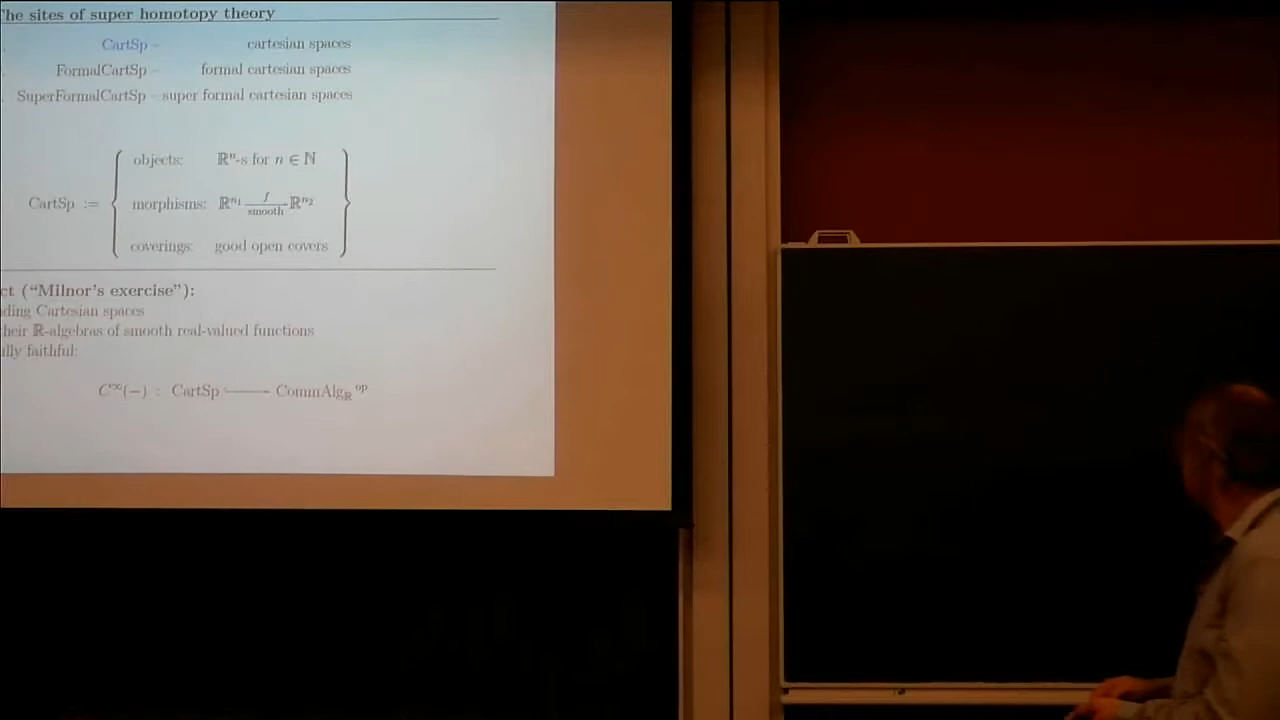 The sites of super homotopy theory
. CartSp – cartesian spaces
. FormalCartSp – formal cartesian spaces
. SuperFormalCartSp – super formal cartesian spaces
objects: ℝⁿ-s for n ∈ ℕ
CartSp := { morphisms: ℝⁿ¹ f smooth ℝⁿ² }
coverings: good open covers
ct (“Milnor’s exercise”):
ding Cartesian spaces
heir ℝ-algebras of smooth real-valued functions
lly faithful:
C^∞(−) : CartSp ⟶ CommAlg_ℝ^op